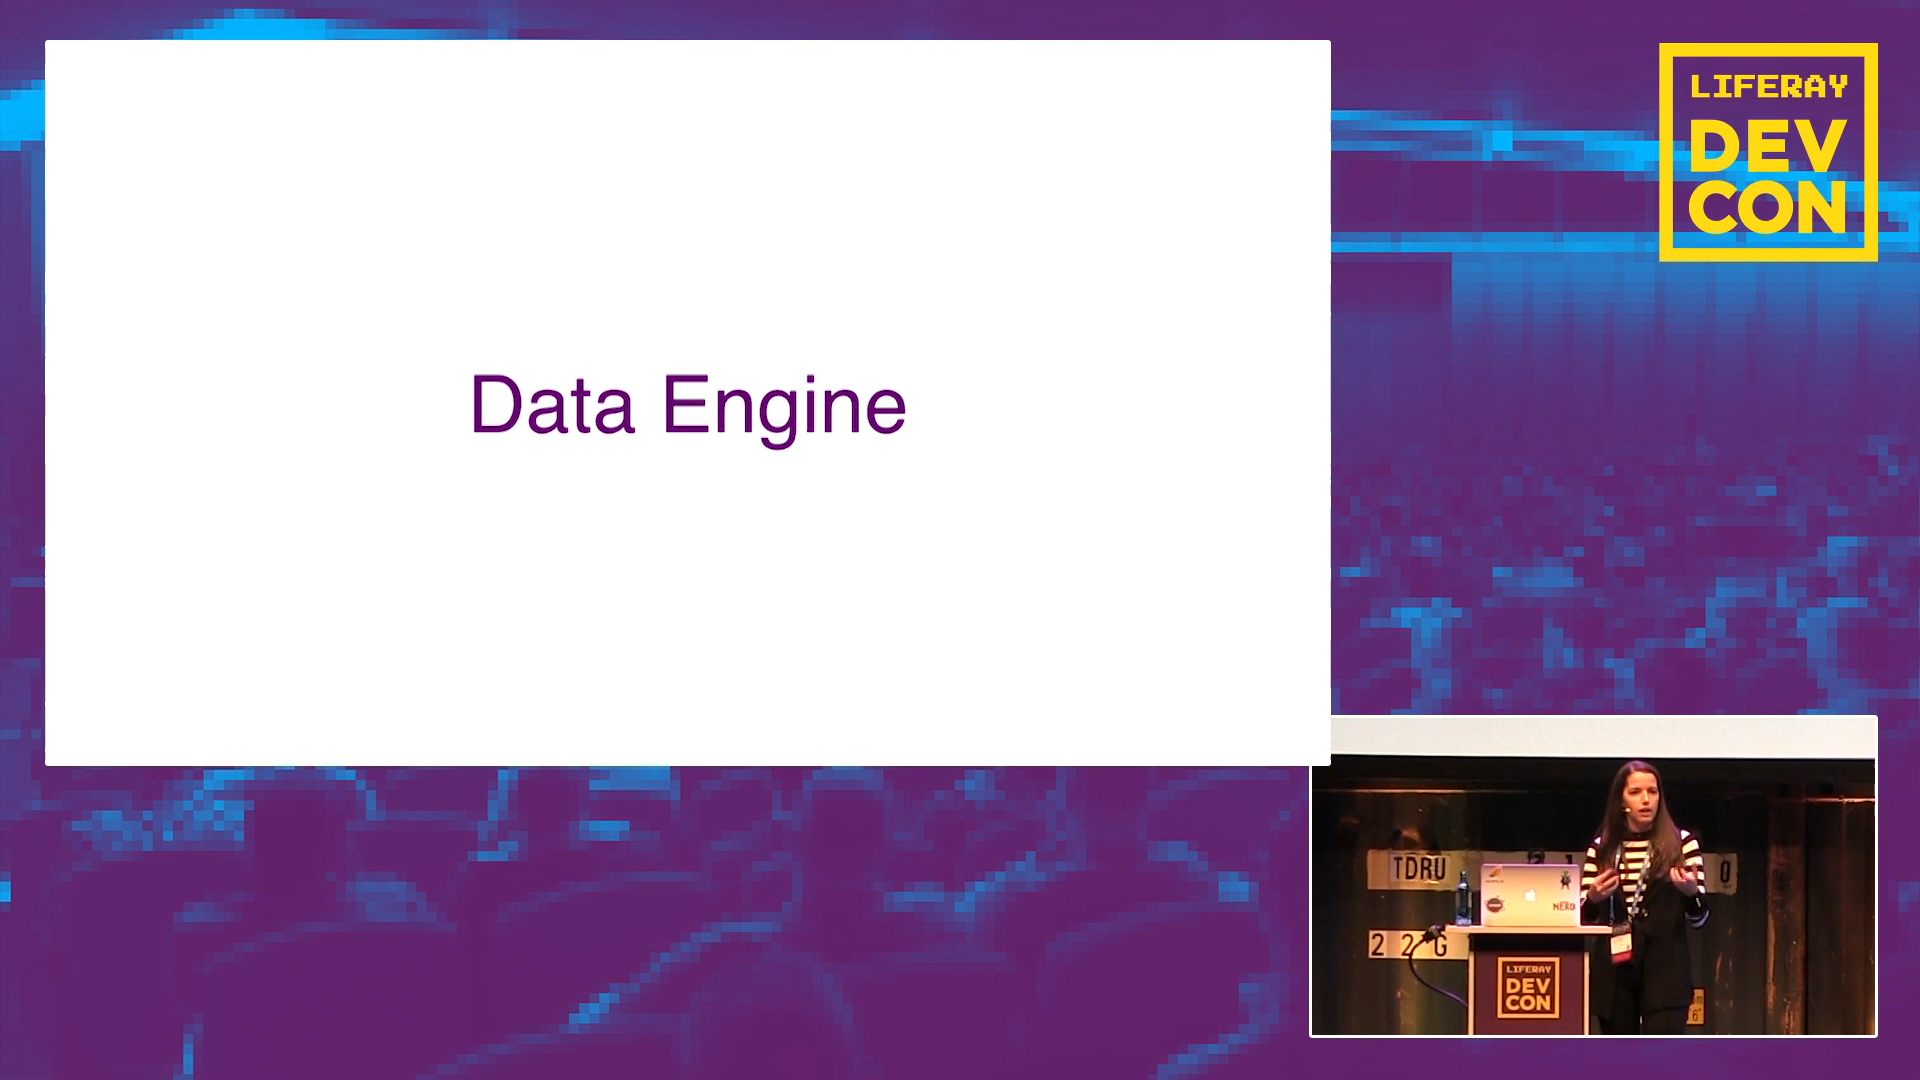 Data Engine
LIFERAY
DEV
CON
TDRU
NERD
LIFERAY
DEV
CON